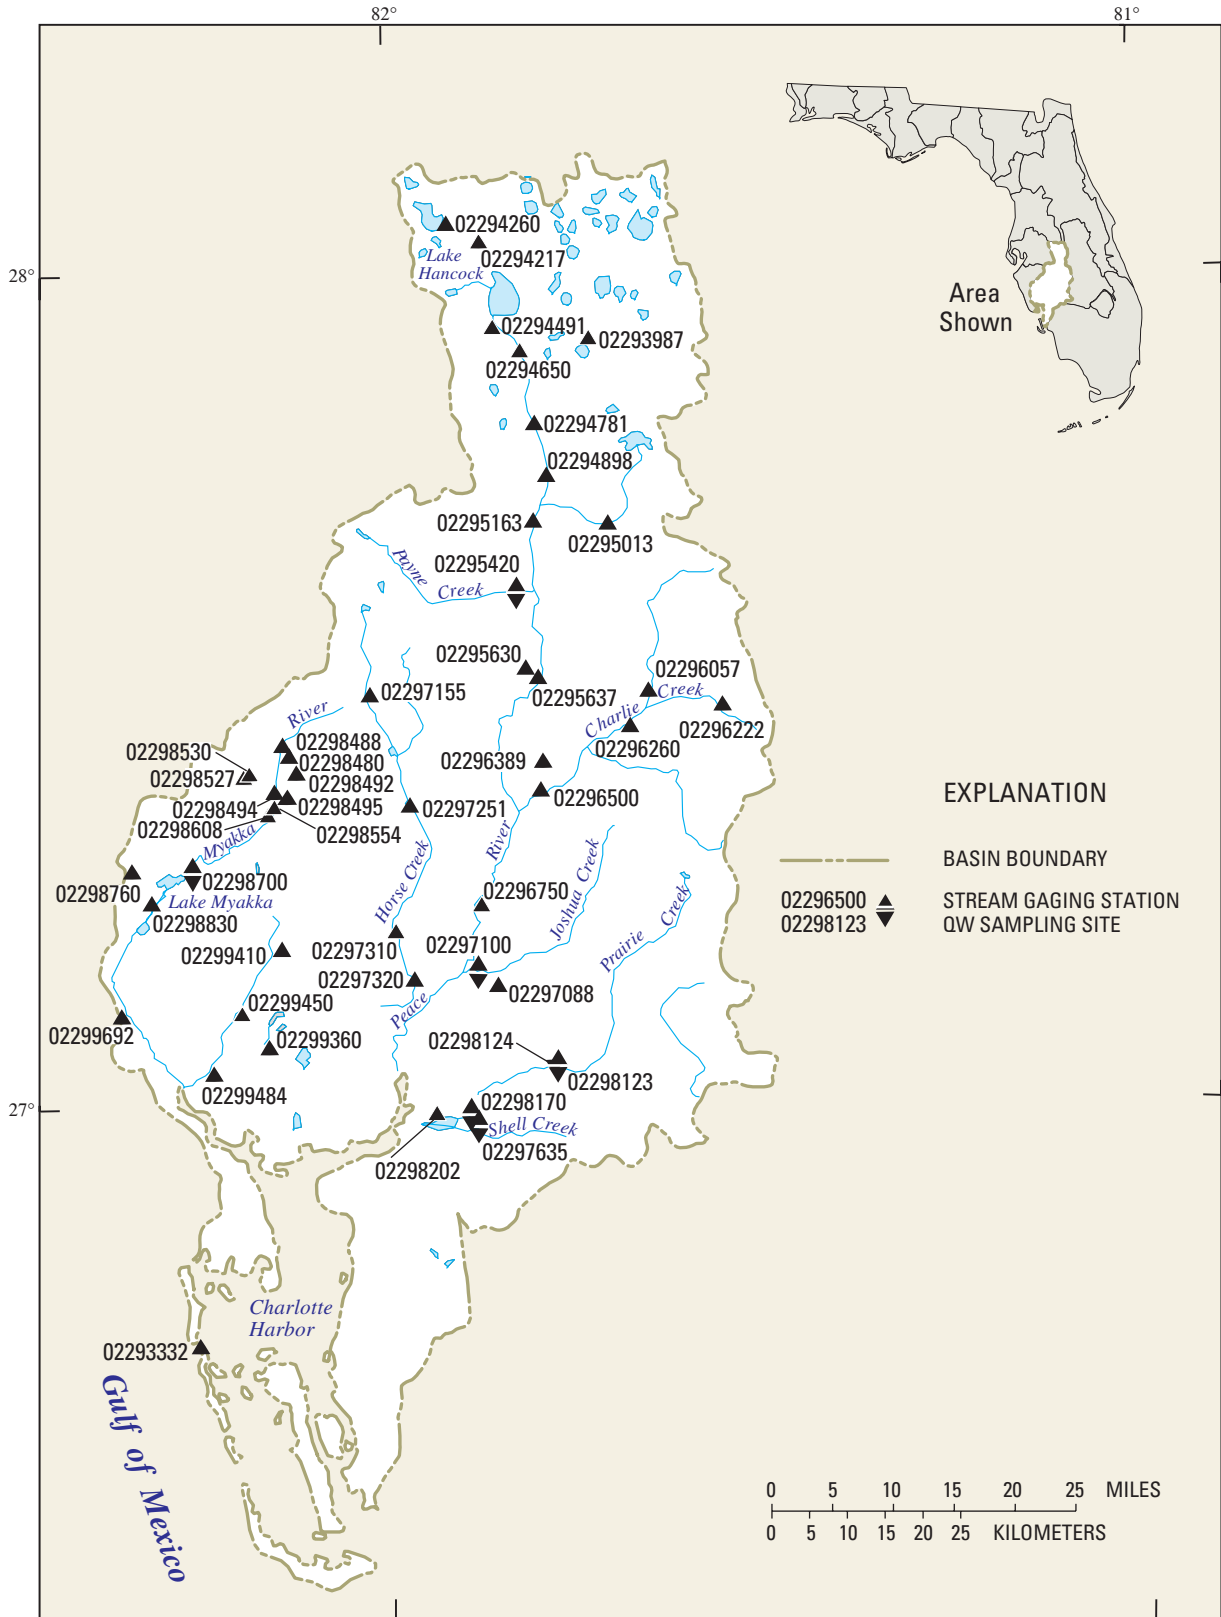 82°
81°
02294260
02294217
Lake
Hancock
28°
Area
Shown
02294491
02293987
02294650
02294781
02294898
02295163
02295013
02295420
Payne
Creek
02295630
02296057
02297155
02295637
Creek
River
Charlie
02296222
02298488
02296260
02298530
02298480
02296389
02298527
02298492
EXPLANATION
02296500
02298494
02298495
02297251
02298608
02298554
Myakka
River
BASIN BOUNDARY
02298760
02298700
Horse Creek
02296750
Joshua Creek
Prairie
Creek
02296500
STREAM GAGING STATION
Lake Myakka
02298123
QW SAMPLING SITE
02298830
02299410
02297310
02297100
02297320
02297088
Peace
02299450
02299692
02299360
02298124
02298123
02299484
27°
02298170
Shell Creek
02297635
02298202
Charlotte
Harbor
02293332
Gulf of Mexico
0 5 10 15 20 25 MILES
0 5 10 15 20 25 KILOMETERS